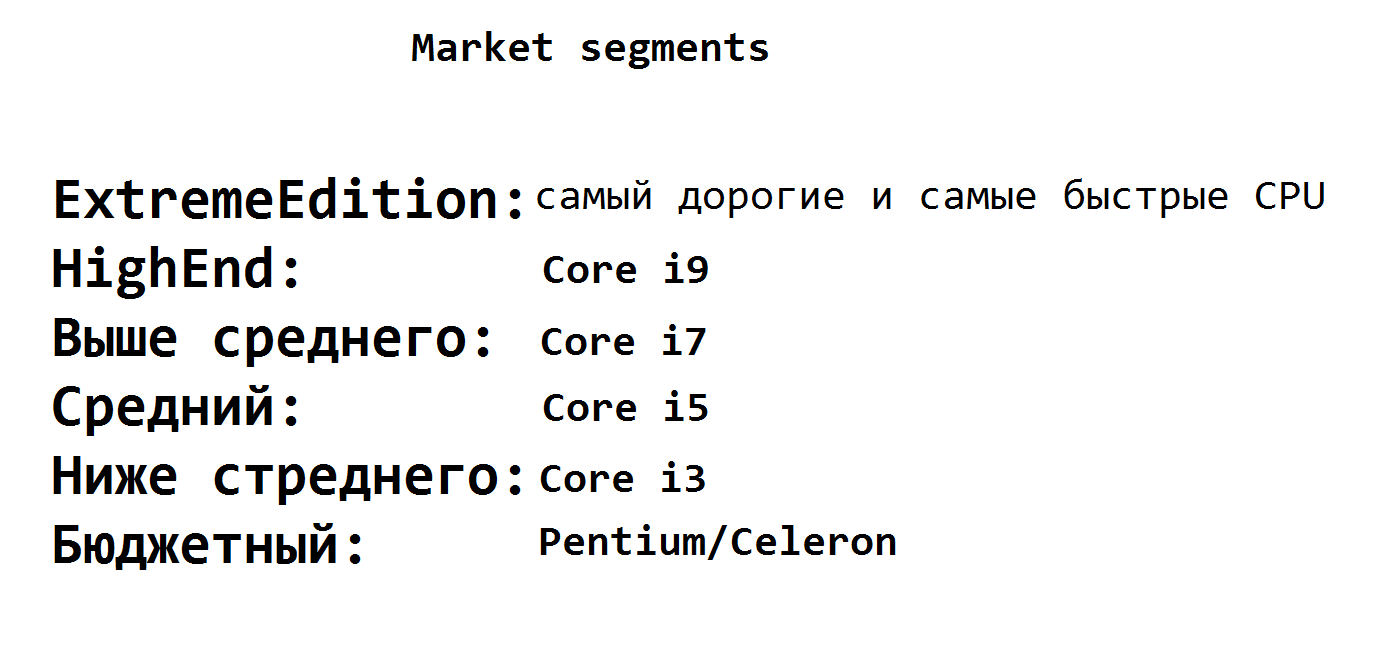 Market segments
ExtremeEdition: самый дорогие и самые быстрые CPU
HighEnd: Core i9
Выше среднего: Core i7
Средний: Core i5
Ниже стреднего: Core i3
Бюджетный: Pentium/Celeron